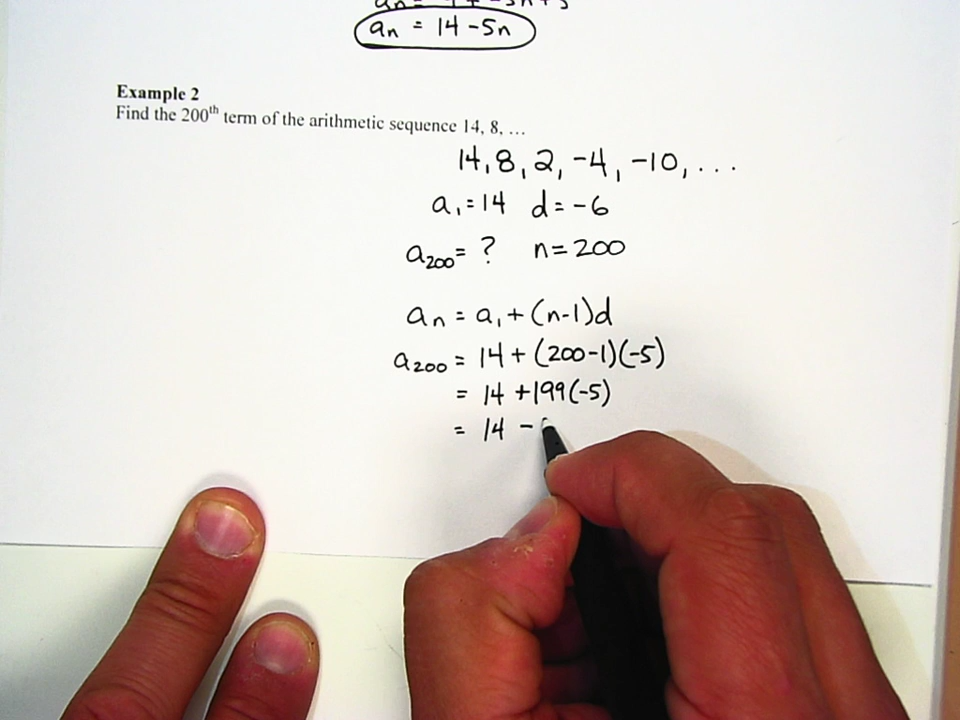 aₙ = 14 - 5n
Example 2
Find the 200th term of the arithmetic sequence 14, 8, …
14, 8, 2, -4, -10, ...
a₁ = 14 d = -6
a₂₀₀ = ? n = 200
aₙ = a₁ + (n-1)d
a₂₀₀ = 14 + (200-1)(-5)
= 14 + 199(-5)
= 14 -